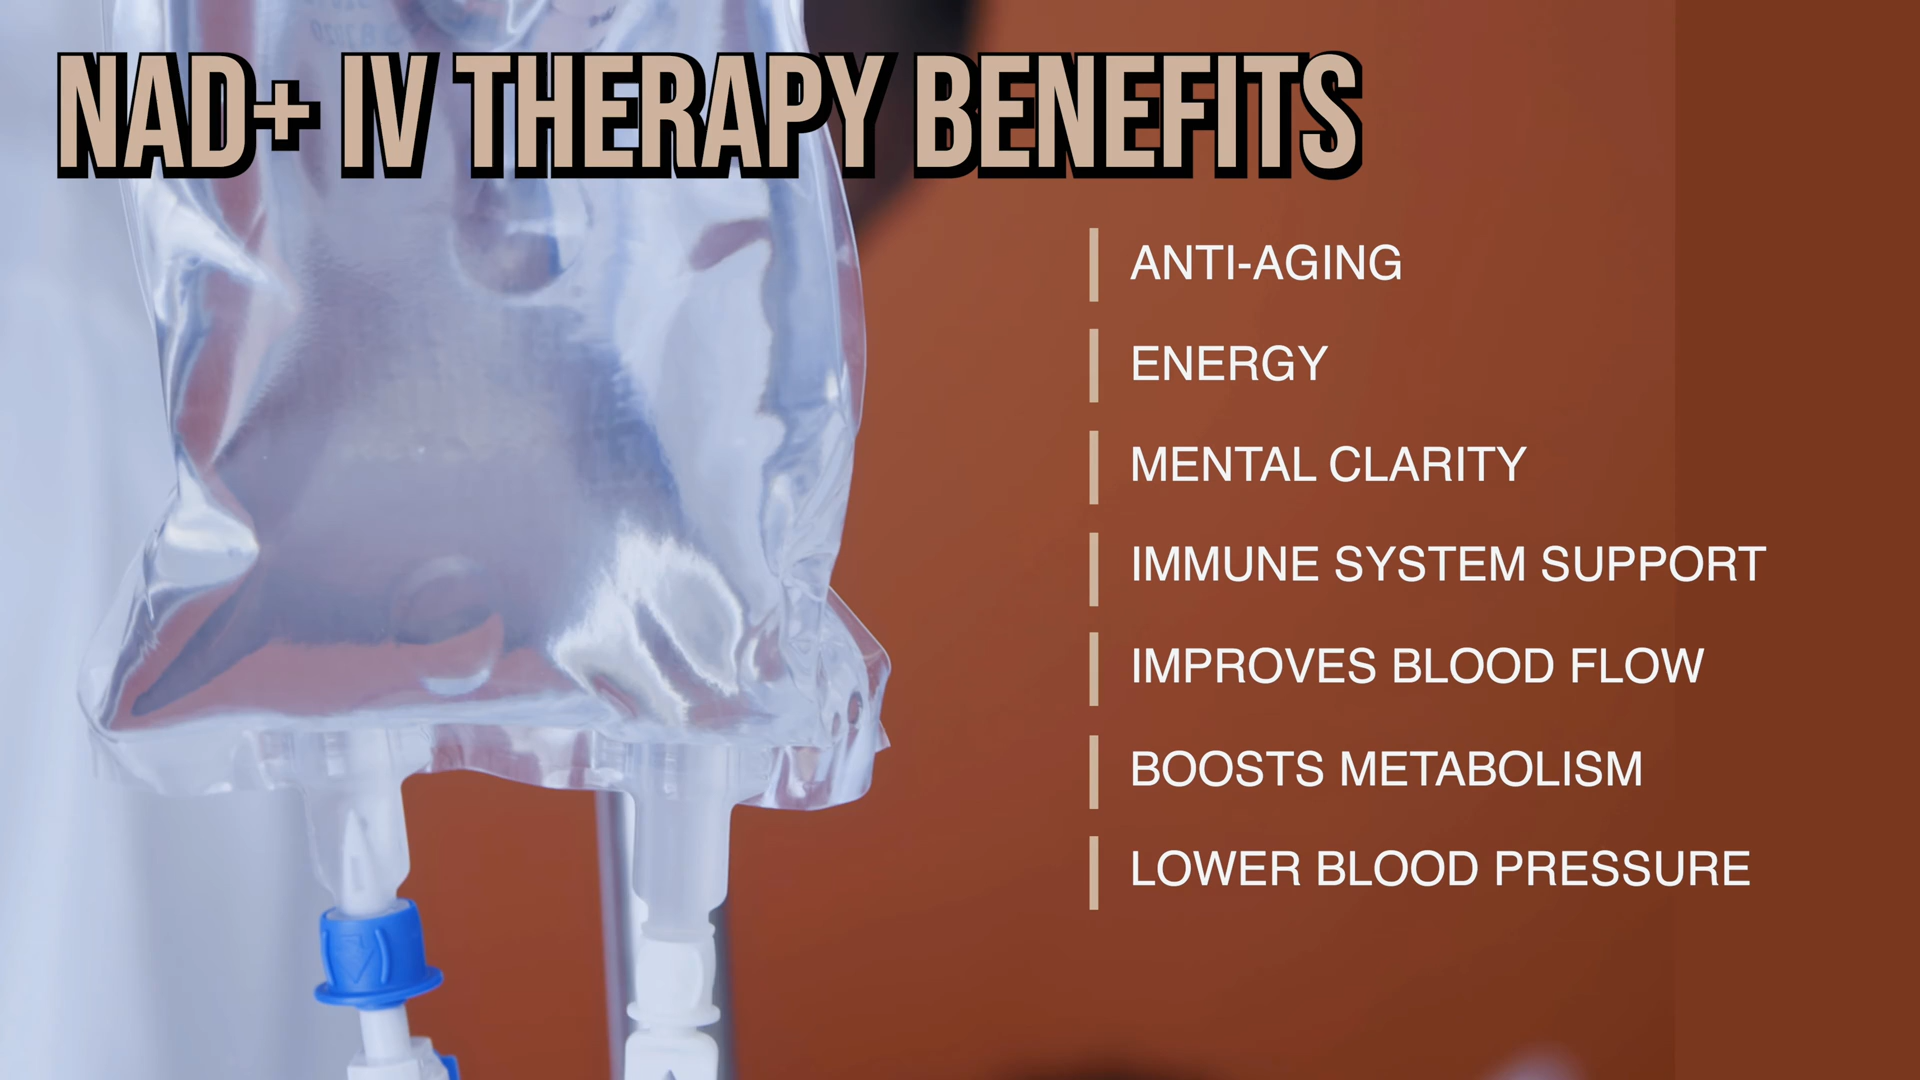 NAD+ IV THERAPY BENEFITS
ANTI-AGING
ENERGY
MENTAL CLARITY
IMMUNE SYSTEM SUPPORT
IMPROVES BLOOD FLOW
BOOSTS METABOLISM
LOWER BLOOD PRESSURE